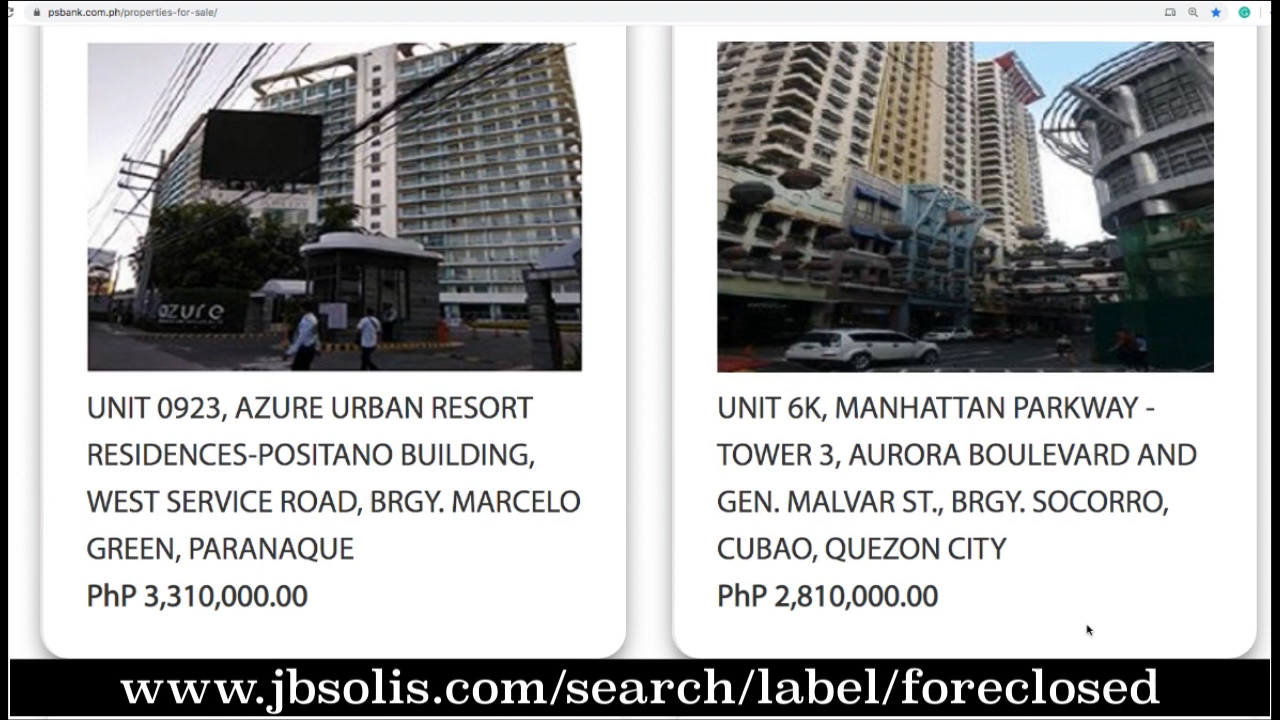 psbank.com.ph/properties-for-sale/
azure
UNIT 0923, AZURE URBAN RESORT
RESIDENCES-POSITANO BUILDING,
WEST SERVICE ROAD, BRGY. MARCELO
GREEN, PARANAQUE
PhP 3,310,000.00
UNIT 6K, MANHATTAN PARKWAY -
TOWER 3, AURORA BOULEVARD AND
GEN. MALVAR ST., BRGY. SOCORRO,
CUBAO, QUEZON CITY
PhP 2,810,000.00
www.jbsolis.com/search/label/foreclosed